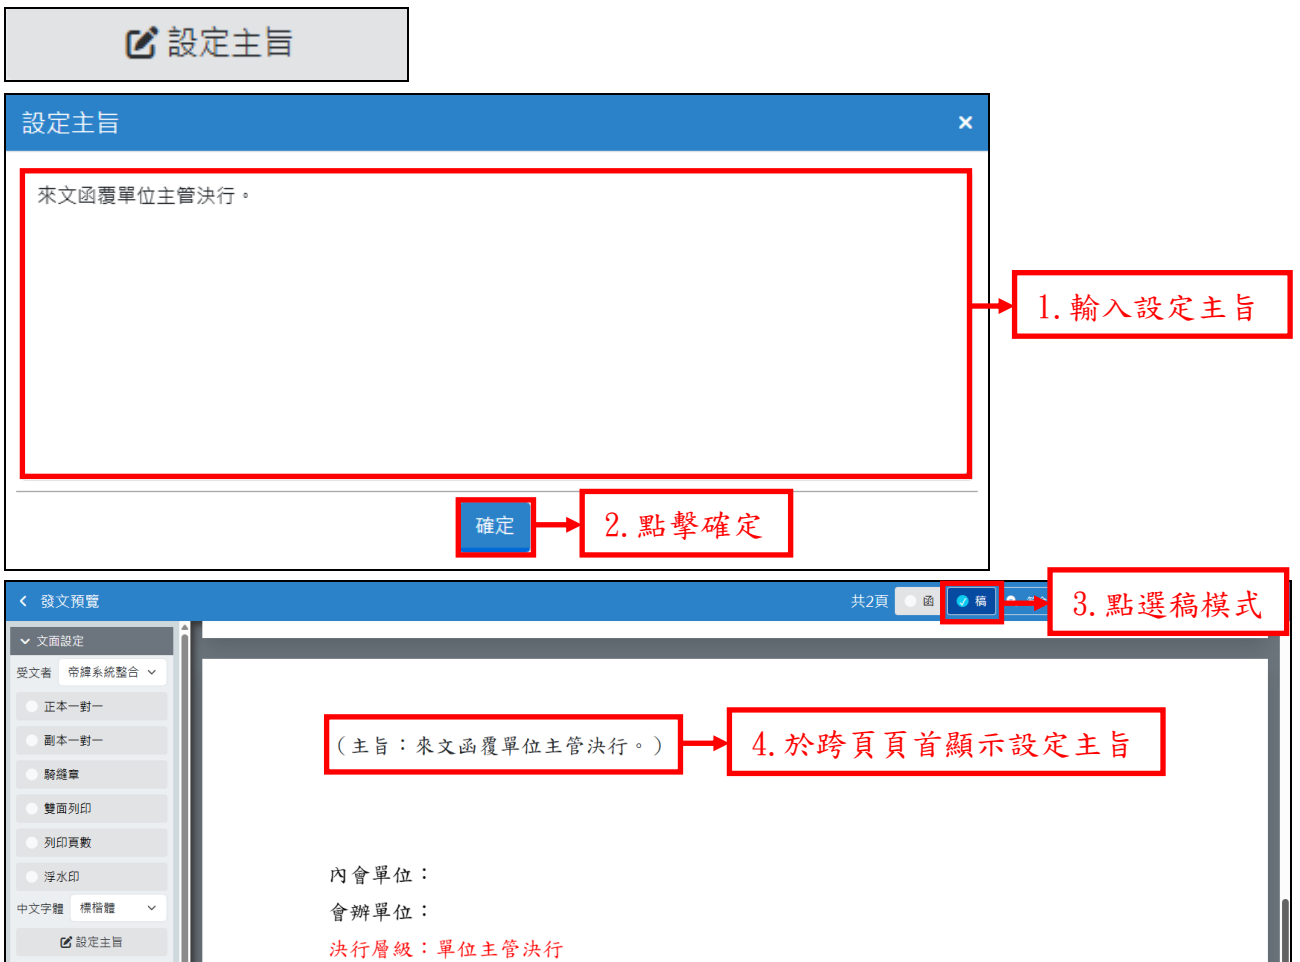 設定主旨
設定主旨 ×
來文函覆單位主管決行。
1.輸入設定主旨
確定
2.點擊確定
發文預覽
共2頁 函 稿
3.點選稿模式
文面設定
受文者 帝緯系統整合
正本一對一
副本一對一
騎縫章
雙面列印
列印頁數
浮水印
中文字體 標楷體
設定主旨
（主旨：來文函覆單位主管決行。）
4.於跨頁頁首顯示設定主旨
內會單位：
會辦單位：
決行層級：單位主管決行